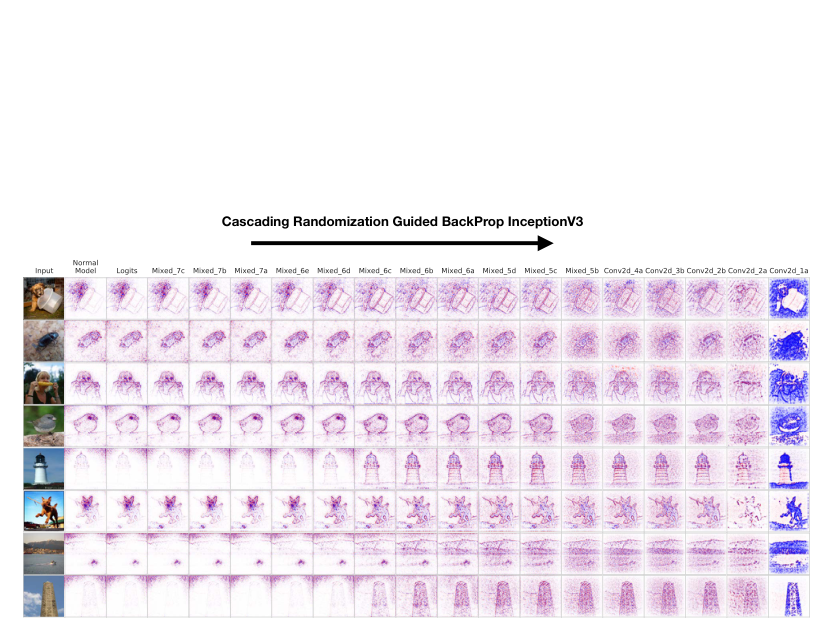 Cascading Randomization Guided BackProp InceptionV3
Input Normal Model Logits Mixed_7c Mixed_7b Mixed_7a Mixed_6e Mixed_6d Mixed_6c Mixed_6b Mixed_6a Mixed_5d Mixed_5c Mixed_5b Conv2d_4a Conv2d_3b Conv2d_2b Conv2d_2a Conv2d_1a